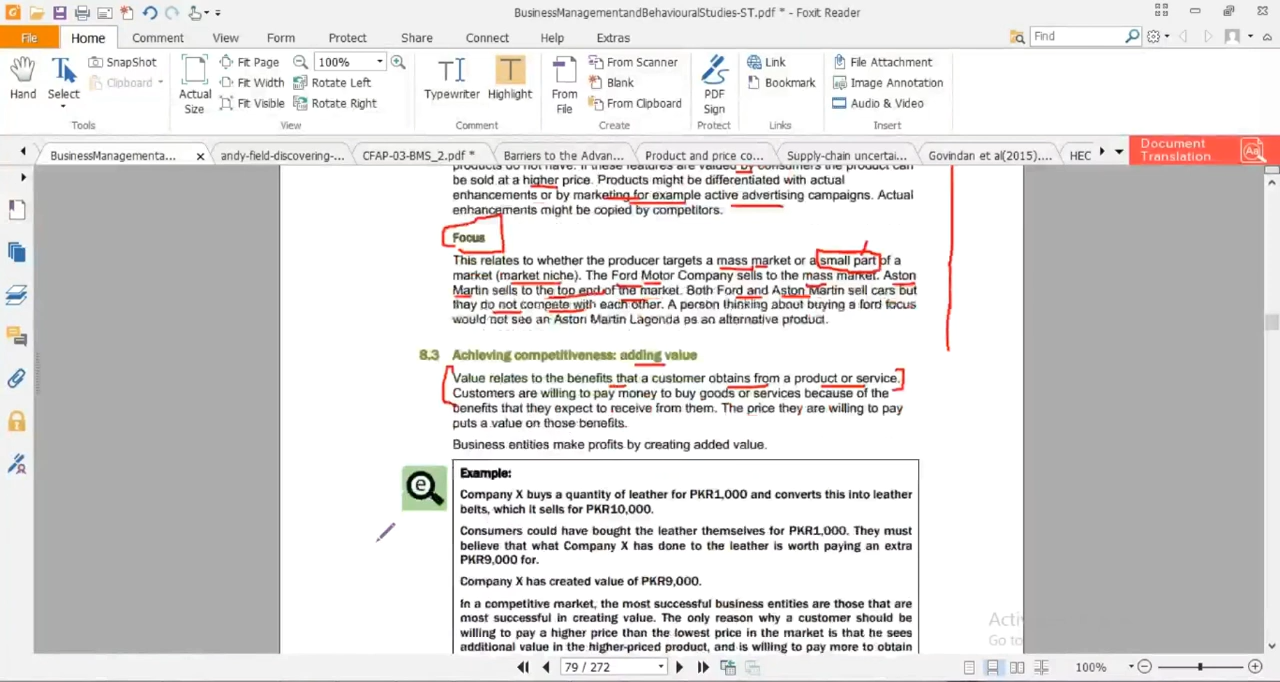 BusinessManagementandBehaviouralStudies-ST.pdf * - Foxit Reader
File Home Comment View Form Protect Share Connect Help Extras Find
Hand
Select
SnapShot
Clipboard
Tools
Actual Size
Fit Page
Fit Width
Fit Visible
100%
Rotate Left
Rotate Right
View
Typewriter
Highlight
Comment
From File
From Scanner
Blank
From Clipboard
Create
PDF Sign
Protect
Link
Bookmark
Links
File Attachment
Image Annotation
Audio & Video
Insert
BusinessManagementa... andy-field-discovering-... CFAP-03-BMS_2.pdf * Barriers to the Advan... Product and price co... Supply-chain uncertai... Govindan et al(2015).... HEC
Document Translation
products do not have. If these features are valued by consumers the product can
be sold at a higher price. Products might be differentiated with actual
enhancements or by marketing for example active advertising campaigns. Actual
enhancements might be copied by competitors.
Focus
This relates to whether the producer targets a mass market or a small part of a
market (market niche). The Ford Motor Company sells to the mass market. Aston
Martin sells to the top end of the market. Both Ford and Aston Martin sell cars but
they do not compete with each other. A person thinking about buying a ford focus
would not see an Aston Martin Lagonda as an alternative product.
8.3 Achieving competitiveness: adding value
Value relates to the benefits that a customer obtains from a product or service.
Customers are willing to pay money to buy goods or services because of the
benefits that they expect to receive from them. The price they are willing to pay
puts a value on those benefits.
Business entities make profits by creating added value.
Example:
Company X buys a quantity of leather for PKR1,000 and converts this into leather
belts, which it sells for PKR10,000.
Consumers could have bought the leather themselves for PKR1,000. They must
believe that what Company X has done to the leather is worth paying an extra
PKR9,000 for.
Company X has created value of PKR9,000.
In a competitive market, the most successful business entities are those that are
most successful in creating value. The only reason why a customer should be
willing to pay a higher price than the lowest price in the market is that he sees
additional value in the higher-priced product, and is willing to pay more to obtain
Go to
79 / 272
100%